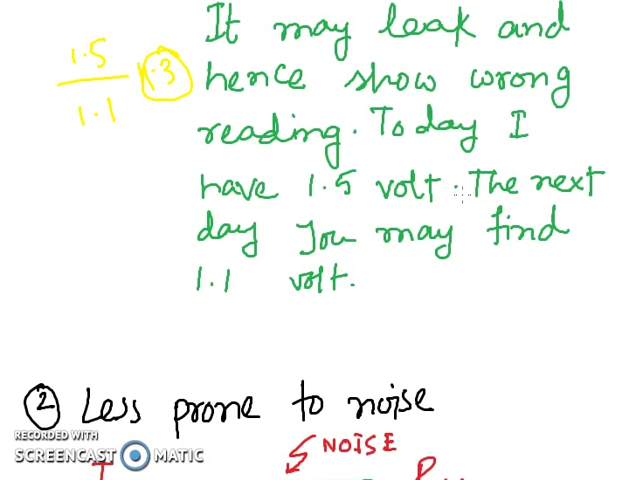 It may leak and
1.5
1.3
hence show wrong
1.1
reading. Today I
have 1.5 volt. The next
day you may find
1.1 volt.
2 Less prone to noise
RECORDED WITH
SCREENCAST MATIC
NOISE